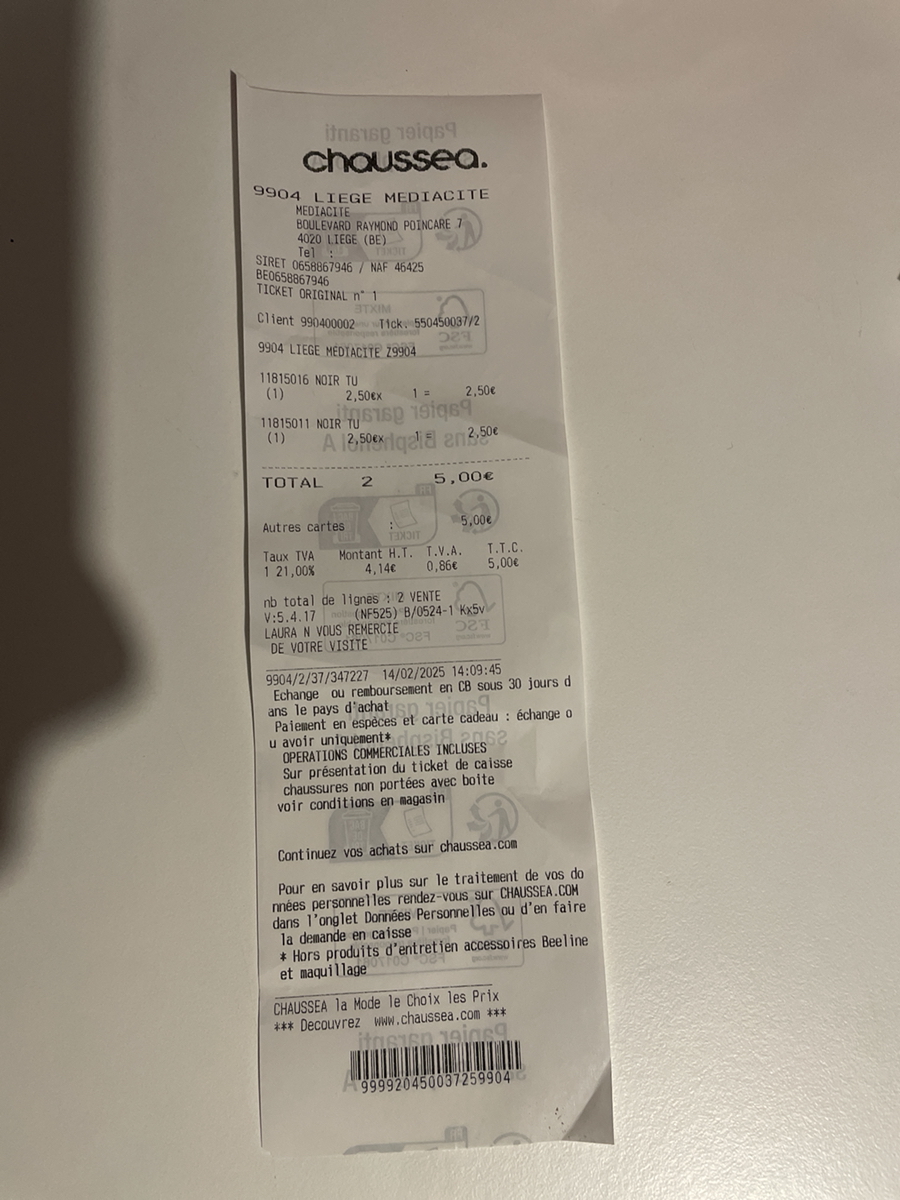 chaussea.
9904 LIEGE MEDIACITE
MEDIACITE
BOULEVARD RAYMOND POINCARE 7
4020 LIEGE (BE)
Tel :
SIRET 0658867946 / NAF 46425
BE0658867946
TICKET ORIGINAL n° 1
Client 990400002 Tick. 550450037/2
9904 LIEGE MEDIACITE Z9904
11815016 NOIR TU
(1) 2,50€x 1 = 2,50€
11815011 NOIR TU
(1) 2,50€x 1 = 2,50€
TOTAL 2 5,00€
Autres cartes : 5,00€
Taux TVA Montant H.T. T.V.A. T.T.C.
1 21,00% 4,14€ 0,86€ 5,00€
nb total de lignes : 2 VENTE
V:5.4.17 (NF525) B/0524-1 Kx5v
LAURA N VOUS REMERCIE
DE VOTRE VISITE
9904/2/37/347227 14/02/2025 14:09:45
Echange ou remboursement en CB sous 30 jours d
ans le pays d'achat
Paiement en espèces et carte cadeau : échange o
u avoir uniquement*
OPERATIONS COMMERCIALES INCLUSES
Sur présentation du ticket de caisse
chaussures non portées avec boite
voir conditions en magasin
Continuez vos achats sur chaussea.com
Pour en savoir plus sur le traitement de vos do
nnées personnelles rendez-vous sur CHAUSSEA.COM
dans l'onglet Données Personnelles ou d'en faire
la demande en caisse
* Hors produits d'entretien accessoires Beeline
et maquillage
CHAUSSEA la Mode le Choix les Prix
*** Decouvrez www.chaussea.com ***
999920450037259904